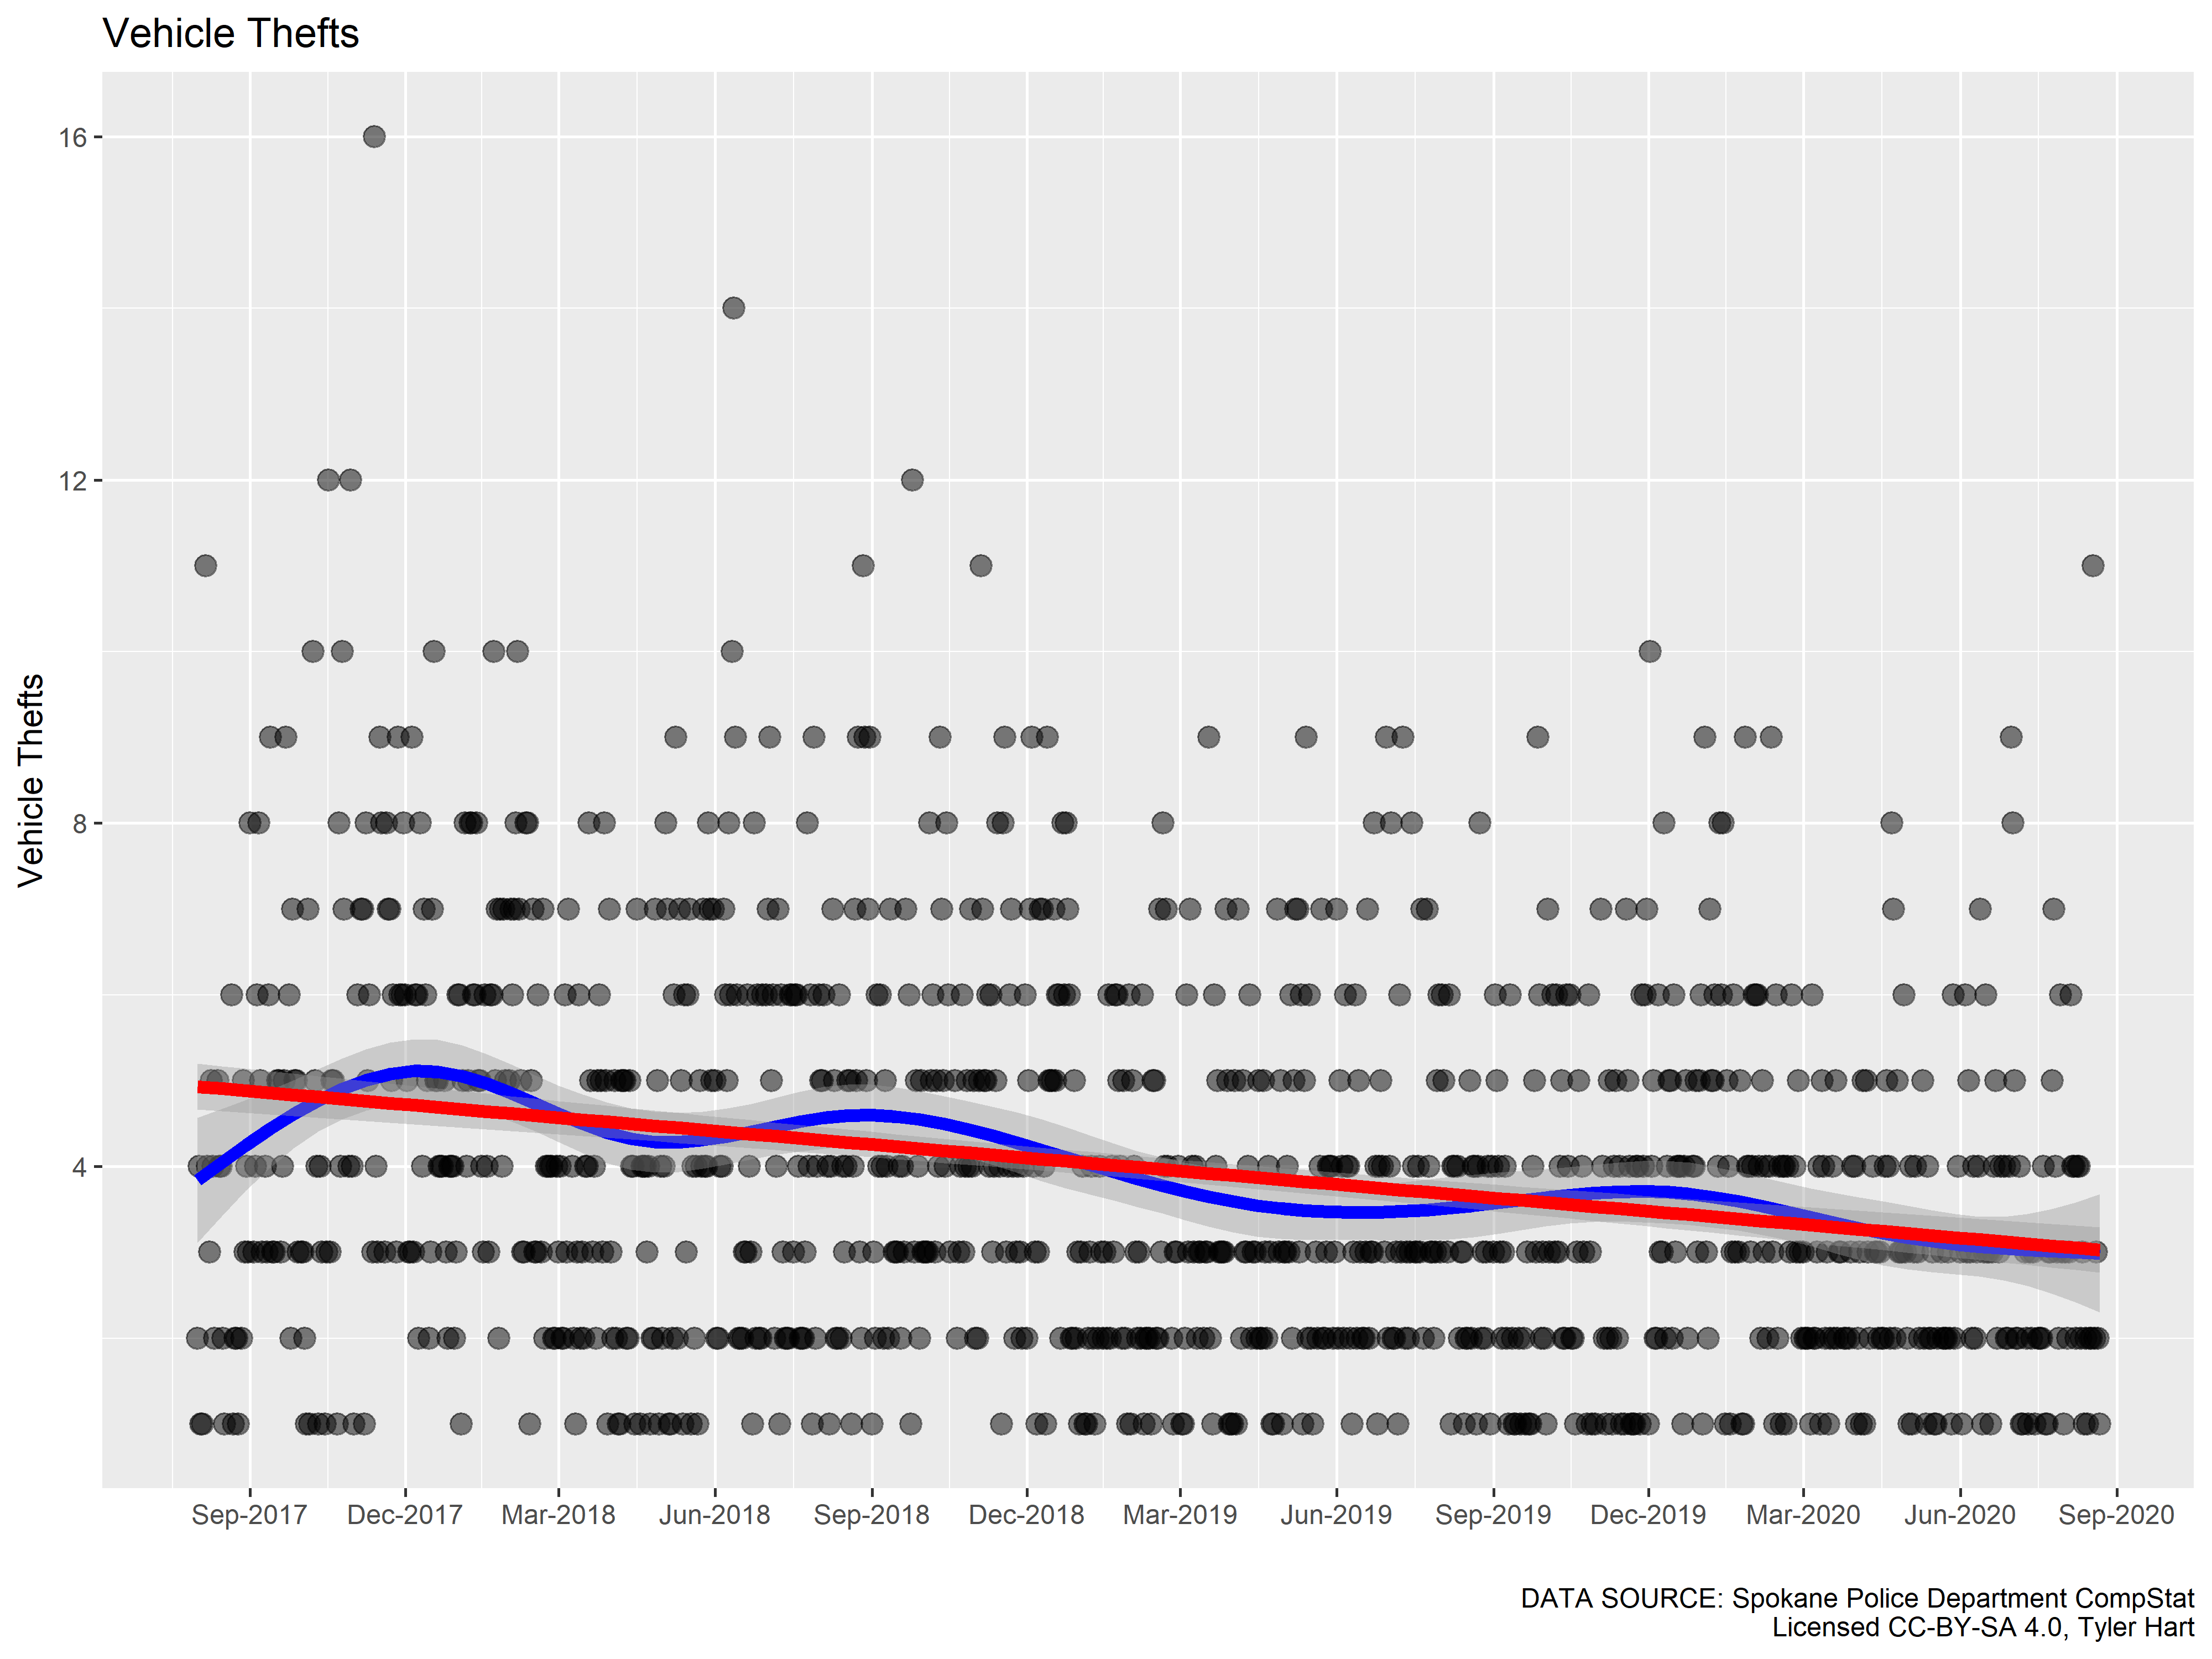 Vehicle Thefts
Vehicle Thefts
16
12
8
4
Sep-2017 Dec-2017 Mar-2018 Jun-2018 Sep-2018 Dec-2018 Mar-2019 Jun-2019 Sep-2019 Dec-2019 Mar-2020 Jun-2020 Sep-2020
DATA SOURCE: Spokane Police Department CompStat
Licensed CC-BY-SA 4.0, Tyler Hart